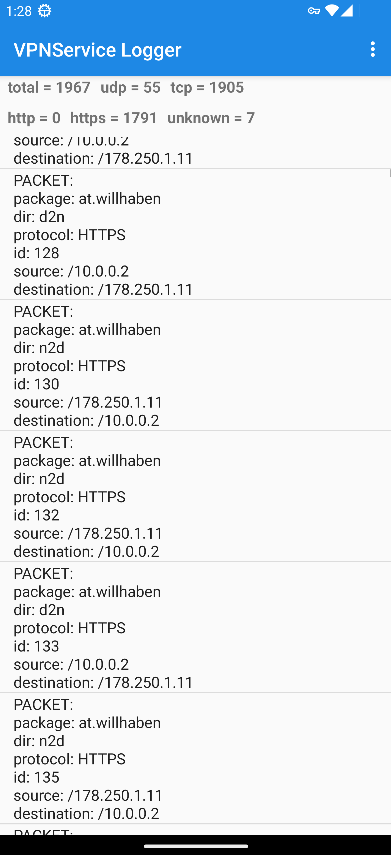 1:28
VPNService Logger
total = 1967 udp = 55 tcp = 1905
http = 0 https = 1791 unknown = 7
source: /10.0.0.2
destination: /178.250.1.11
PACKET:
package: at.willhaben
dir: d2n
protocol: HTTPS
id: 128
source: /10.0.0.2
destination: /178.250.1.11
PACKET:
package: at.willhaben
dir: n2d
protocol: HTTPS
id: 130
source: /178.250.1.11
destination: /10.0.0.2
PACKET:
package: at.willhaben
dir: n2d
protocol: HTTPS
id: 132
source: /178.250.1.11
destination: /10.0.0.2
PACKET:
package: at.willhaben
dir: d2n
protocol: HTTPS
id: 133
source: /10.0.0.2
destination: /178.250.1.11
PACKET:
package: at.willhaben
dir: n2d
protocol: HTTPS
id: 135
source: /178.250.1.11
destination: /10.0.0.2
PACKET: